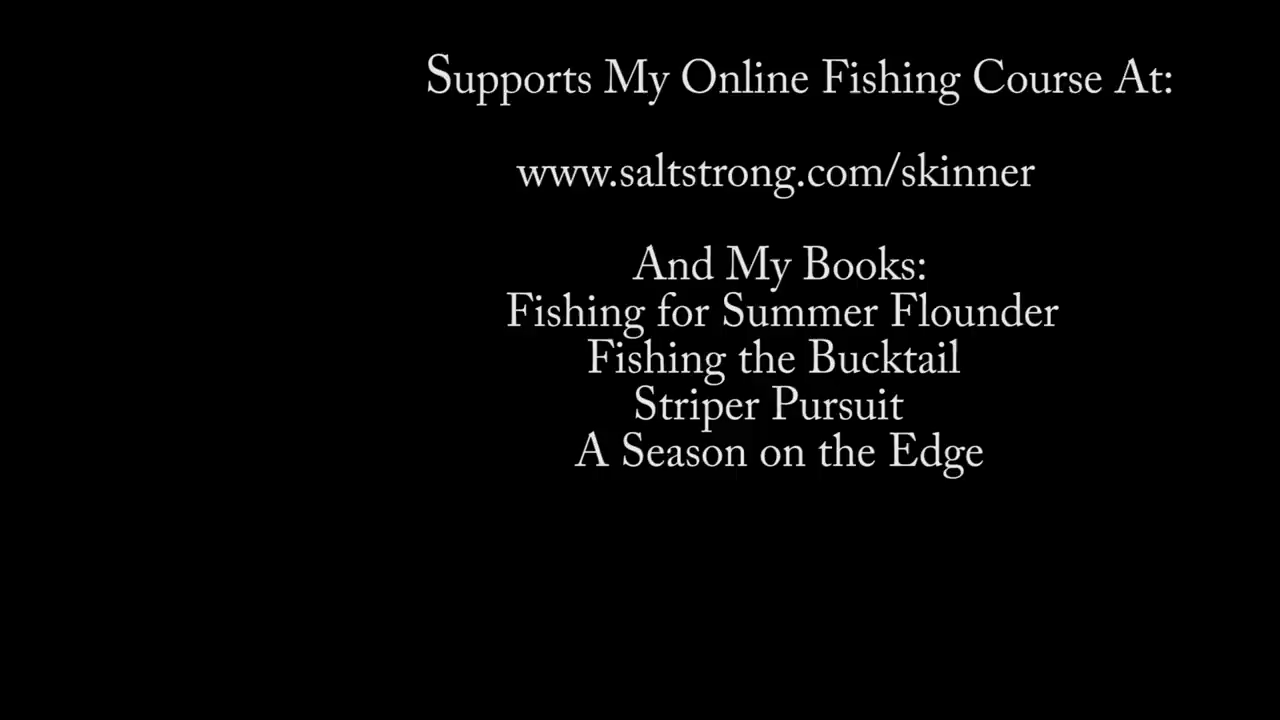 Supports My Online Fishing Course At:
www.saltstrong.com/skinner
And My Books:
Fishing for Summer Flounder
Fishing the Bucktail
Striper Pursuit
A Season on the Edge